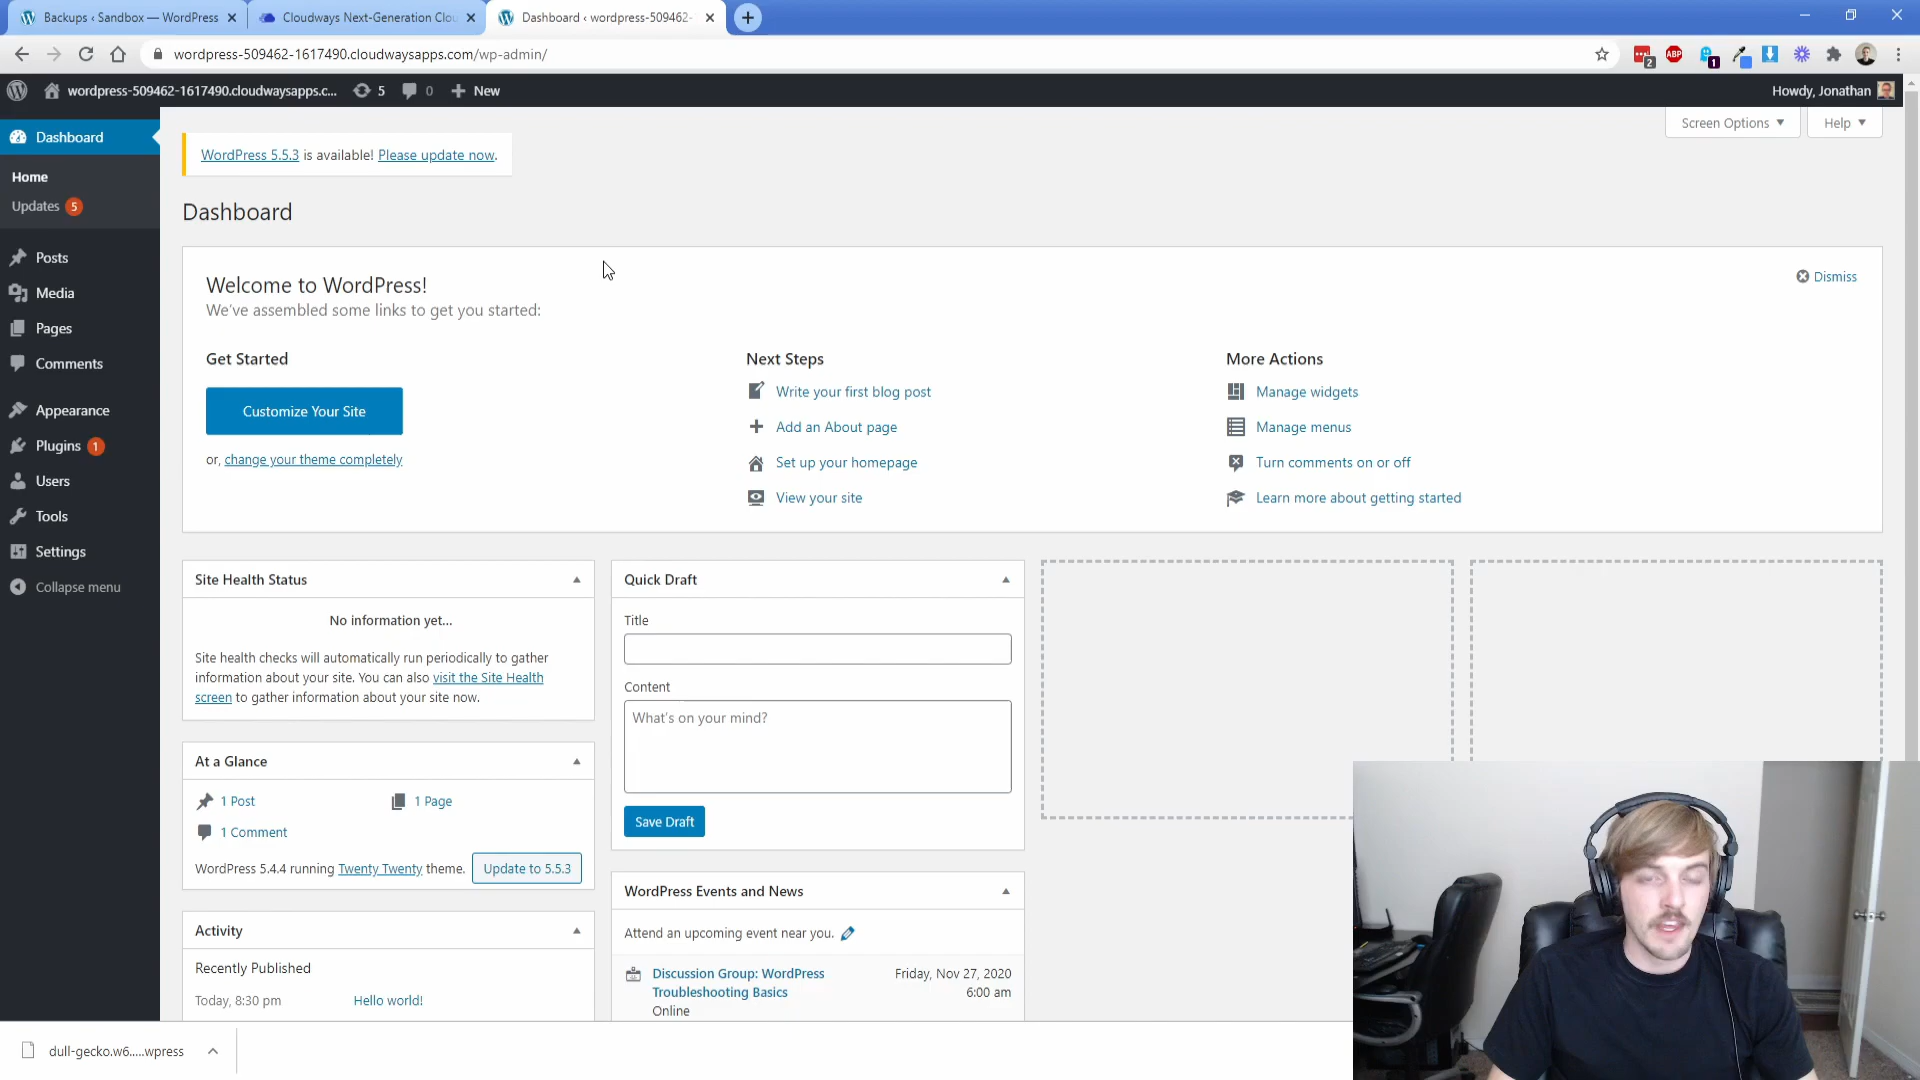 Backups ‹ Sandbox — WordPress
Cloudways Next-Generation Clou
Dashboard ‹ wordpress-509462-
wordpress-509462-1617490.cloudwaysapps.com/wp-admin/
2
ABP
1
wordpress-509462-1617490.cloudwaysapps.c...
5
0
New
Howdy, Jonathan
Dashboard
Home
Updates 5
Posts
Media
Pages
Comments
Appearance
Plugins 1
Users
Tools
Settings
Collapse menu
Screen Options
Help
WordPress 5.5.3 is available! Please update now.
Dashboard
Welcome to WordPress!
We've assembled some links to get you started:
Dismiss
Get Started
Customize Your Site
or, change your theme completely
Next Steps
Write your first blog post
Add an About page
Set up your homepage
View your site
More Actions
Manage widgets
Manage menus
Turn comments on or off
Learn more about getting started
Site Health Status
No information yet...
Site health checks will automatically run periodically to gather
information about your site. You can also visit the Site Health
screen to gather information about your site now.
At a Glance
1 Post
1 Page
1 Comment
WordPress 5.4.4 running Twenty Twenty theme.
Update to 5.5.3
Activity
Recently Published
Today, 8:30 pm
Hello world!
Quick Draft
Title
Content
What's on your mind?
Save Draft
WordPress Events and News
Attend an upcoming event near you.
Discussion Group: WordPress
Troubleshooting Basics
Online
Friday, Nov 27, 2020
6:00 am
dull-gecko.w6.....wpress